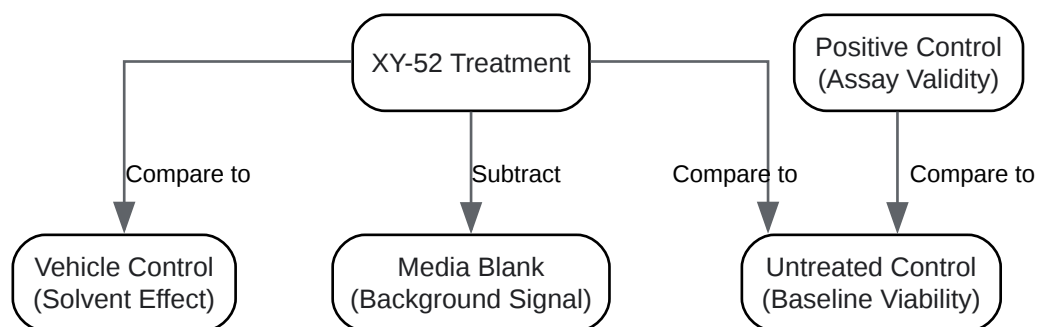 XY-52 Treatment
Positive Control
(Assay Validity)
Compare to
Subtract
Compare to
Compare to
Vehicle Control
(Solvent Effect)
Media Blank
(Background Signal)
Untreated Control
(Baseline Viability)